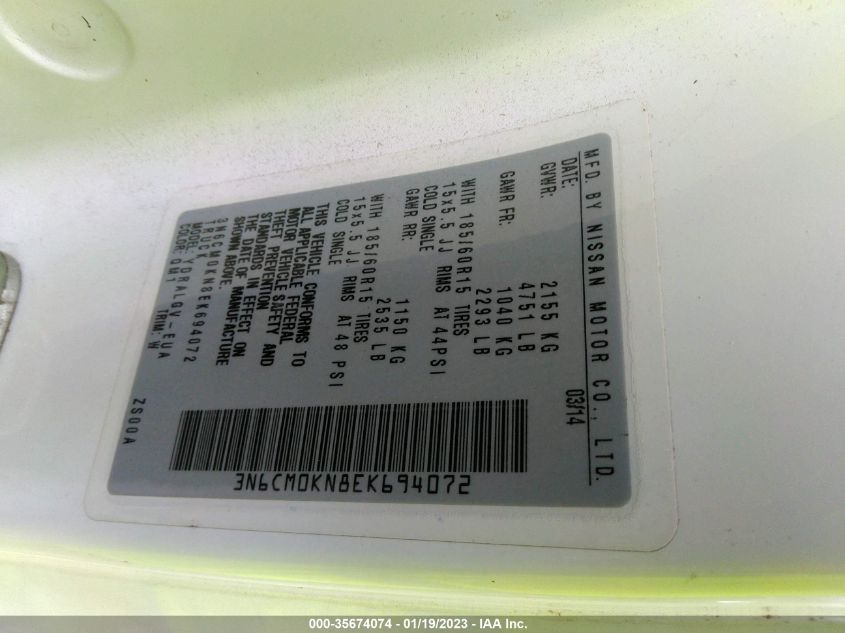 MFD. BY NISSAN MOTOR CO., LTD.
DATE: 03/14
GVWR: 2155 KG
4751 LB
GAWR FR: 1040 KG
2293 LB
WITH 185/60R15 TIRES
15x5.5 JJ RIMS AT 44PSI
COLD SINGLE
GAWR RR: 1150 KG
2535 LB
WITH 185/60R15 TIRES
15x5.5 JJ RIMS AT 48 PSI
COLD SINGLE
THIS VEHICLE CONFORMS TO
ALL APPLICABLE FEDERAL
MOTOR VEHICLE SAFETY AND
THEFT PREVENTION
STANDARDS IN EFFECT ON
THE DATE OF MANUFACTURE
SHOWN ABOVE.
3N6CM0KN8EK694072
TRUCK
MODEL: YDRALGV-EUA
COLOR: QM1 TRIM: W
ZS00A
3N6CM0KN8EK694072
000-35674074 - 01/19/2023 - IAA Inc.